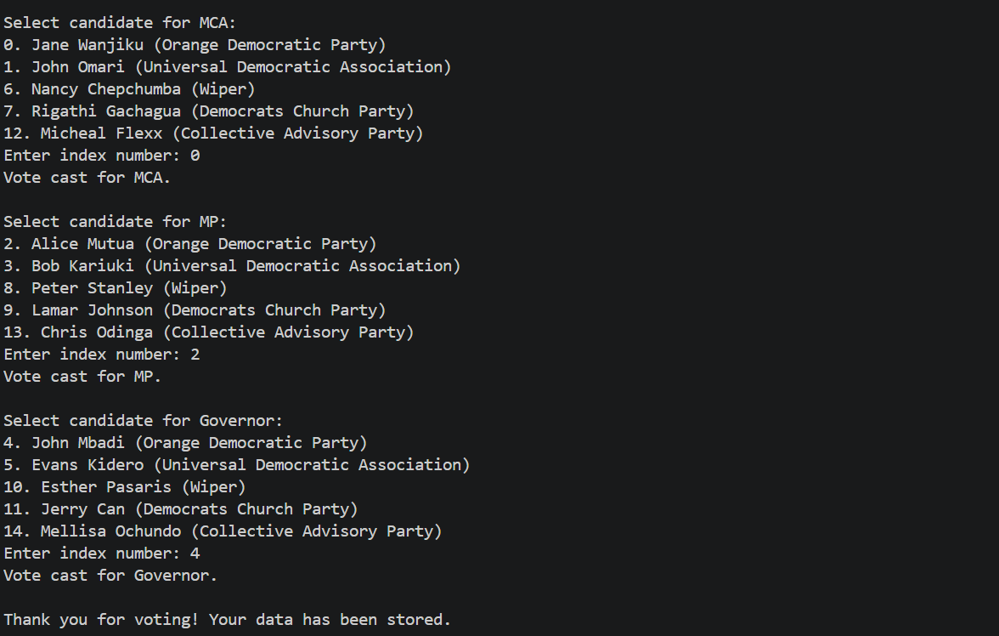 Select candidate for MCA:
0. Jane Wanjiku (Orange Democratic Party)
1. John Omari (Universal Democratic Association)
6. Nancy Chepchumba (Wiper)
7. Rigathi Gachagua (Democrats Church Party)
12. Micheal Flexx (Collective Advisory Party)
Enter index number: 0
Vote cast for MCA.
Select candidate for MP:
2. Alice Mutua (Orange Democratic Party)
3. Bob Kariuki (Universal Democratic Association)
8. Peter Stanley (Wiper)
9. Lamar Johnson (Democrats Church Party)
13. Chris Odinga (Collective Advisory Party)
Enter index number: 2
Vote cast for MP.
Select candidate for Governor:
4. John Mbadi (Orange Democratic Party)
5. Evans Kidero (Universal Democratic Association)
10. Esther Pasaris (Wiper)
11. Jerry Can (Democrats Church Party)
14. Mellisa Ochundo (Collective Advisory Party)
Enter index number: 4
Vote cast for Governor.
Thank you for voting! Your data has been stored.